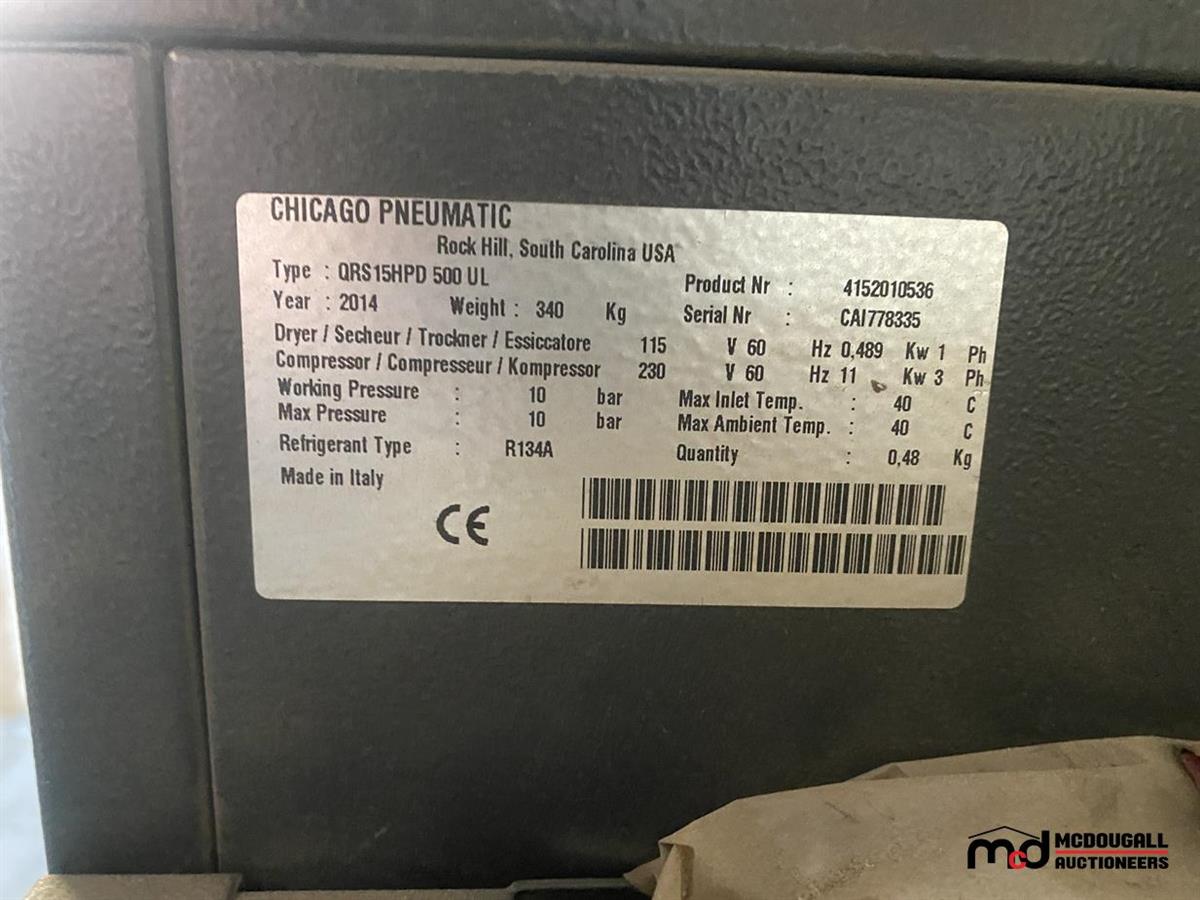 CHICAGO PNEUMATIC
Rock Hill, South Carolina USA
Type : QRS15HPD 500 UL Product Nr : 4152010536
Year : 2014 Weight : 340 Kg Serial Nr : CAI778335
Dryer / Secheur / Trockner / Essiccatore 115 V 60 Hz 0,489 Kw 1 Ph
Compressor / Compresseur / Kompressor 230 V 60 Hz 11 Kw 3 Ph
Working Pressure : 10 bar Max Inlet Temp. : 40 C
Max Pressure : 10 bar Max Ambient Temp. : 40 C
Refrigerant Type : R134A Quantity : 0,48 Kg
Made in Italy
CE
mcd MCDOUGALL
AUCTIONEERS